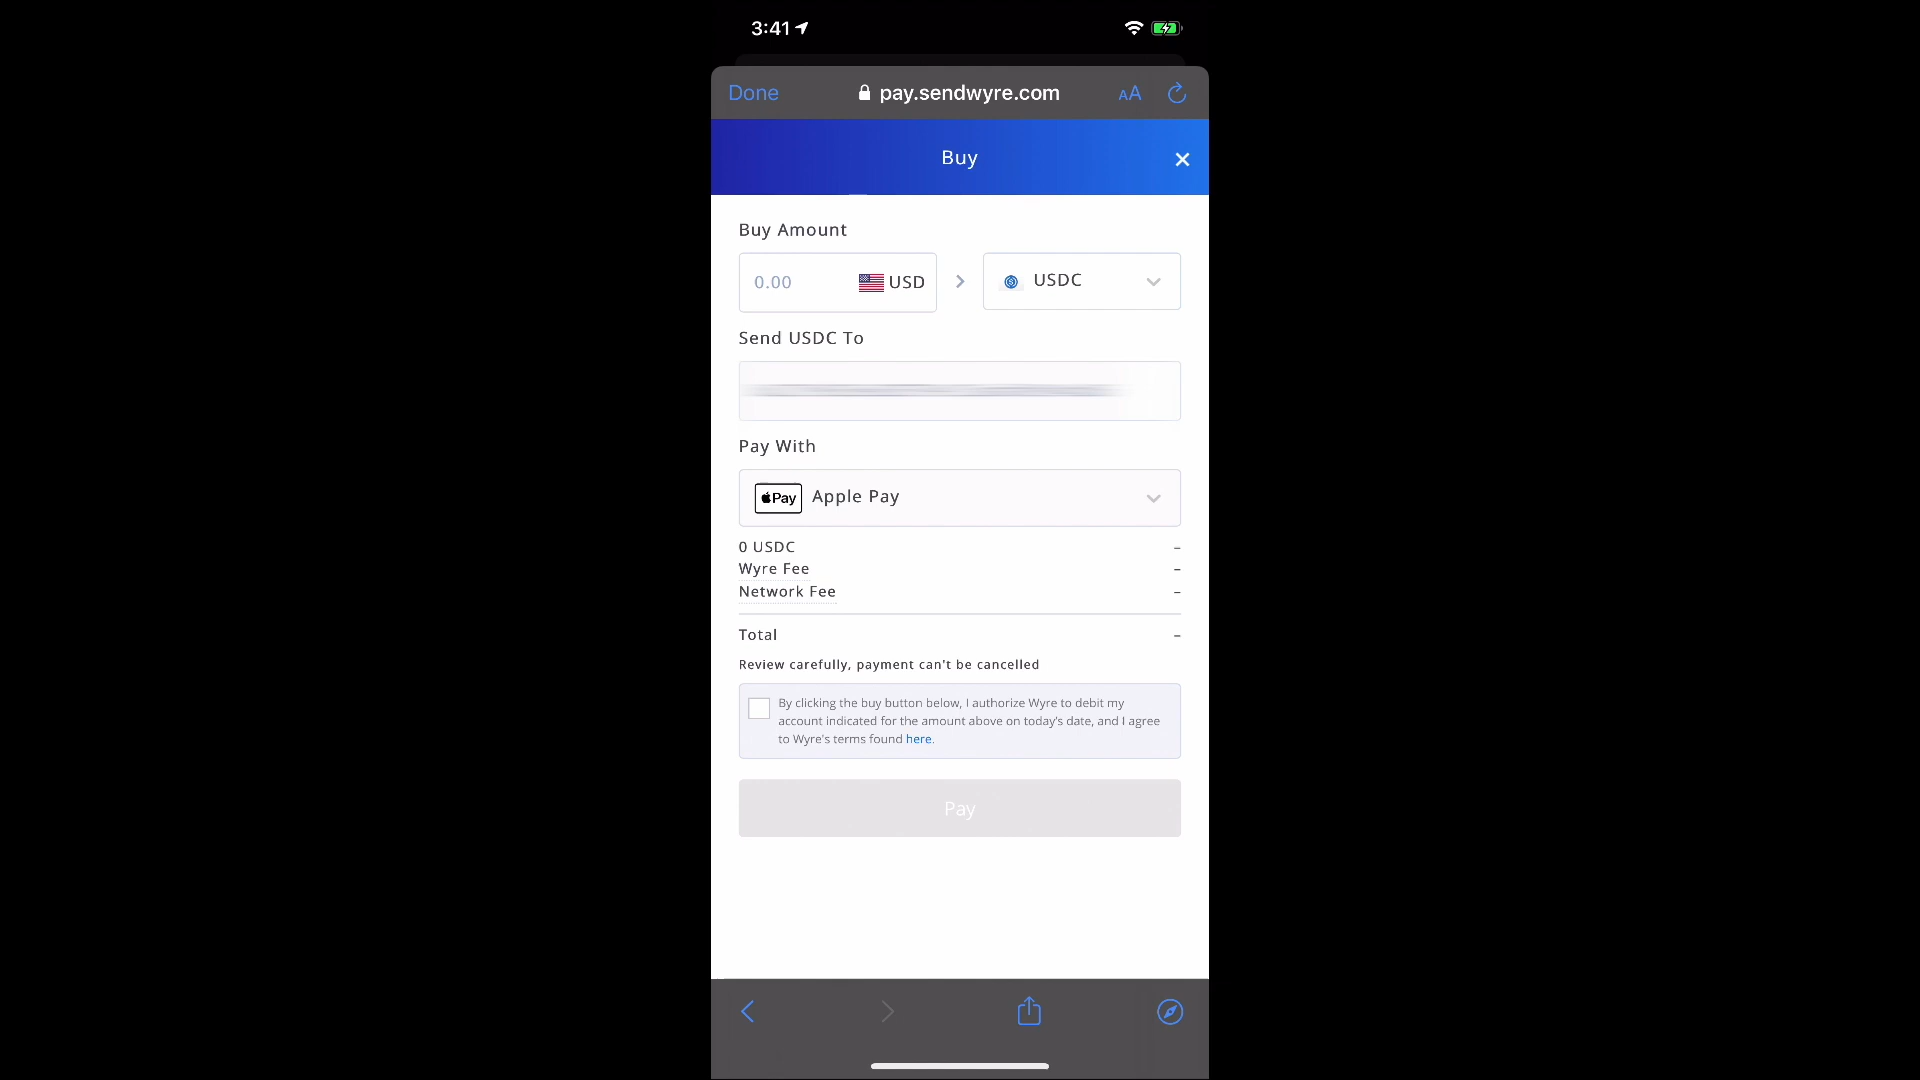 3:41
Done
pay.sendwyre.com
AA
Buy
Buy Amount
0.00
USD
USDC
Send USDC To
Pay With
Pay
Apple Pay
0 USDC
–
Wyre Fee
–
Network Fee
–
Total
–
Review carefully, payment can't be cancelled
By clicking the buy button below, I authorize Wyre to debit my
account indicated for the amount above on today's date, and I agree
to Wyre's terms found here.
Pay